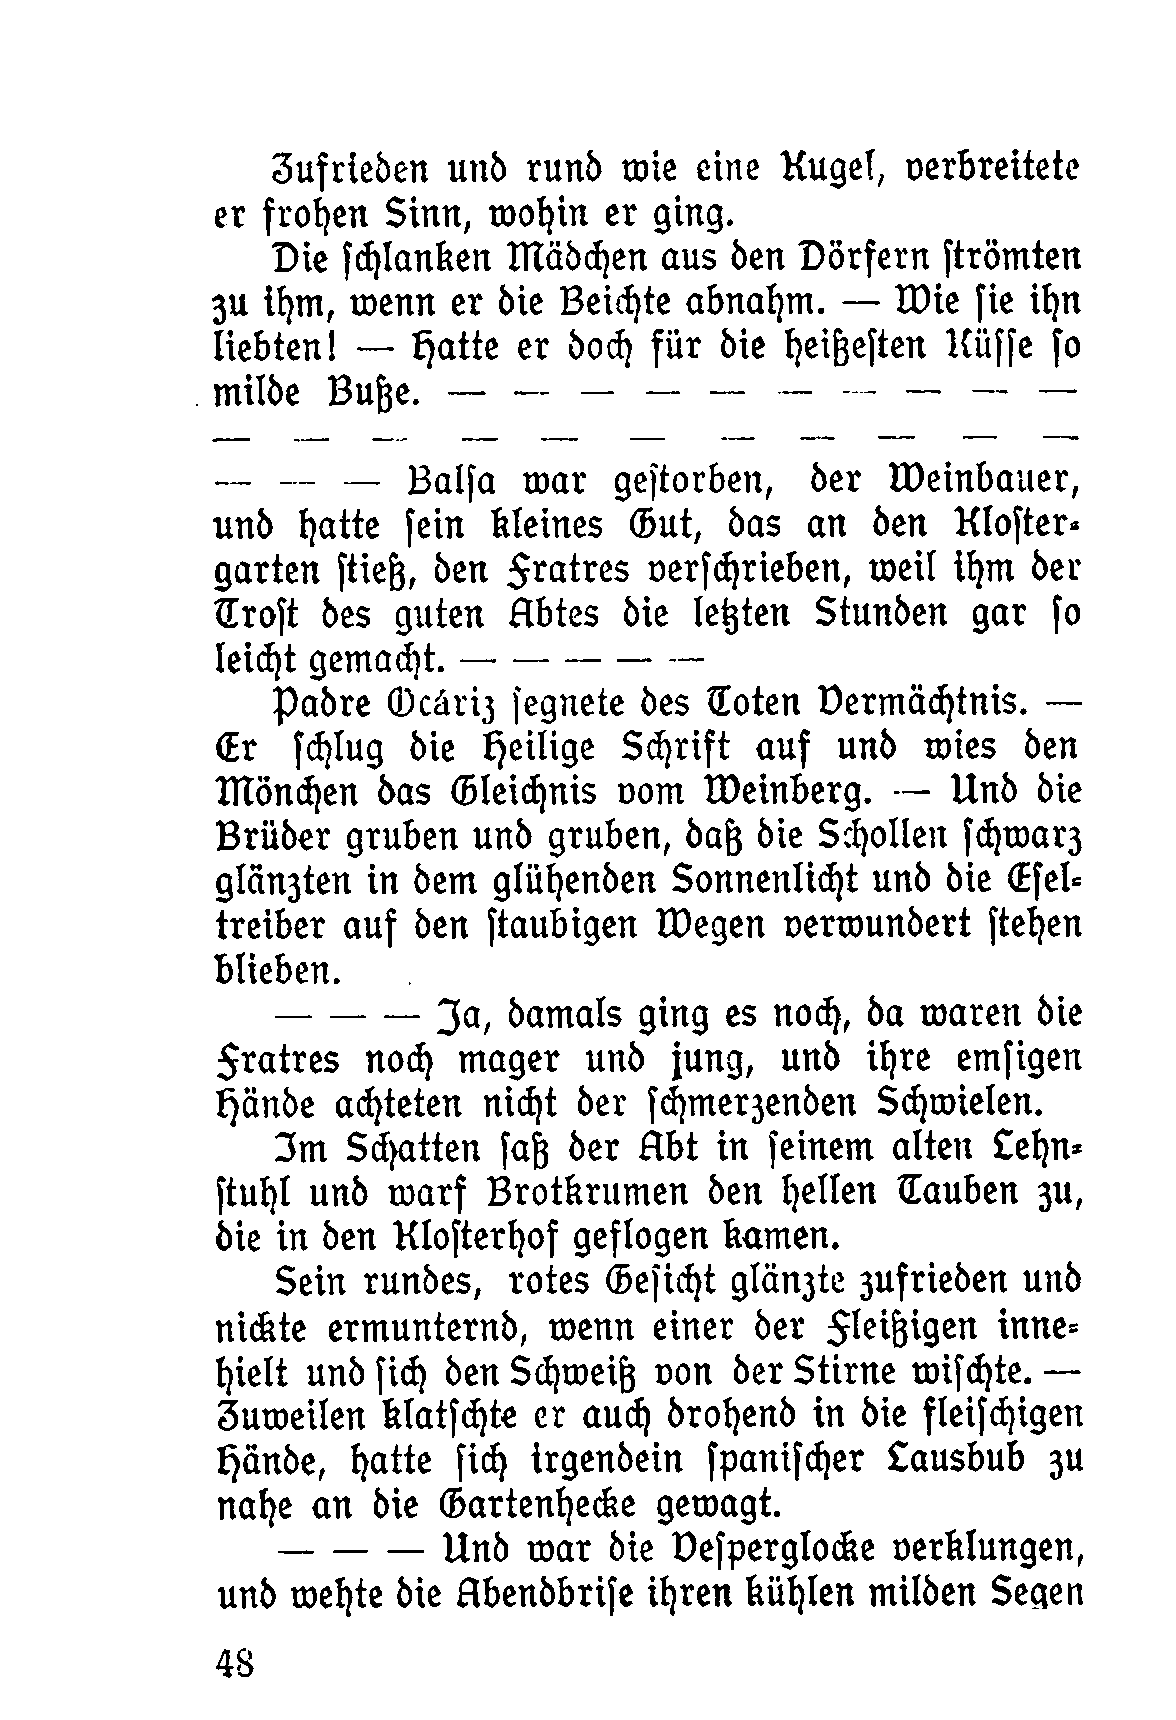 Zufrieden und rund wie eine Kugel, verbreitete
er frohen Sinn, wohin er ging.
Die schlanken Mädchen aus den Dörfern strömten
zu ihm, wenn er die Beichte abnahm. — Wie sie ihn
liebten! — Hatte er doch für die heißesten Küsse so
milde Buße. — — — — — — — — — —
— — — — — — — — — — —
— — — Balsa war gestorben, der Weinbauer,
und hatte sein kleines Gut, das an den Kloster-
garten stieß, den Fratres verschrieben, weil ihm der
Trost des guten Abtes die letzten Stunden gar so
leicht gemacht. — — — — —
Padre Ocáriz segnete des Toten Vermächtnis. —
Er schlug die Heilige Schrift auf und wies den
Mönchen das Gleichnis vom Weinberg. — Und die
Brüder gruben und gruben, daß die Schollen schwarz
glänzten in dem glühenden Sonnenlicht und die Esel-
treiber auf den staubigen Wegen verwundert stehen
blieben.
— — — Ja, damals ging es noch, da waren die
Fratres noch mager und jung, und ihre emsigen
Hände achteten nicht der schmerzenden Schwielen.
Im Schatten saß der Abt in seinem alten Lehn-
stuhl und warf Brotkrumen den hellen Tauben zu,
die in den Klosterhof geflogen kamen.
Sein rundes, rotes Gesicht glänzte zufrieden und
nickte ermunternd, wenn einer der Fleißigen inne-
hielt und sich den Schweiß von der Stirne wischte. —
Zuweilen klatschte er auch drohend in die fleischigen
Hände, hatte sich irgendein spanischer Lausbub zu
nahe an die Gartenhecke gewagt.
— — — Und war die Vesperglocke verklungen,
und wehte die Abendbrise ihren kühlen milden Segen
48